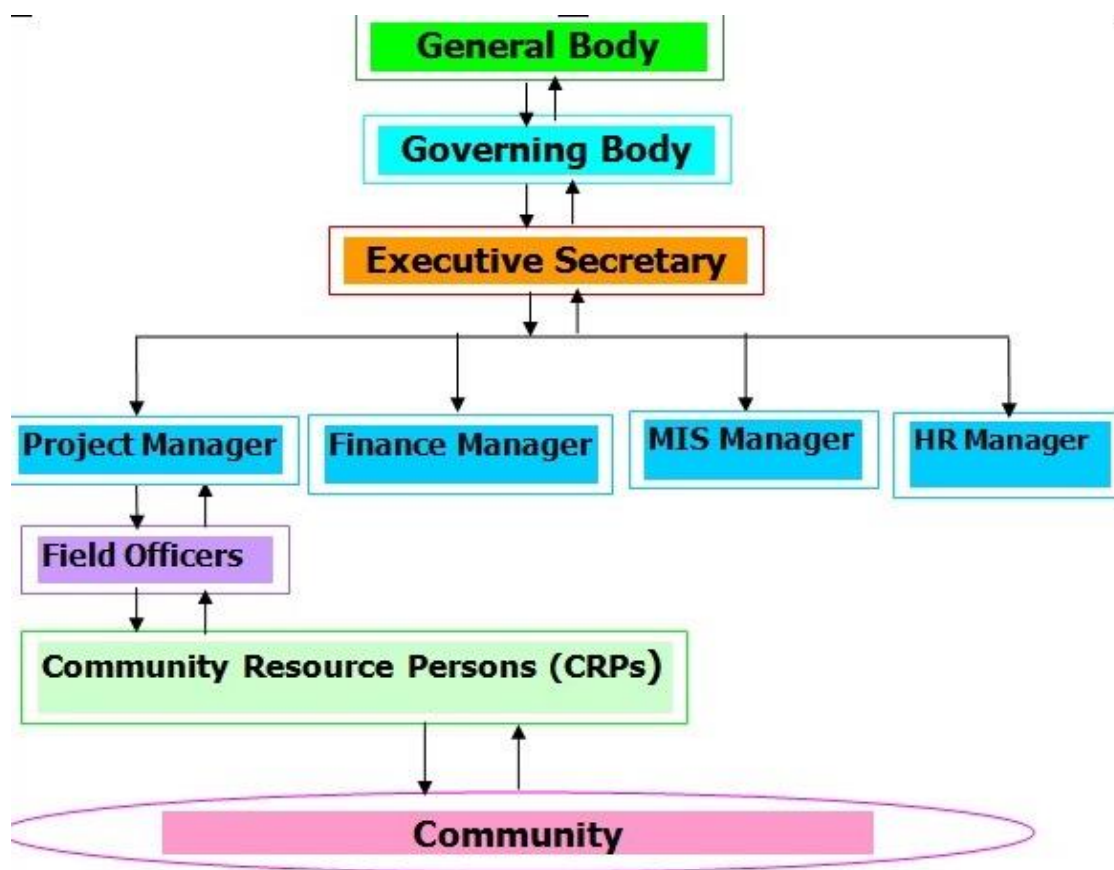 General Body
Governing Body
Executive Secretary
Project Manager
Finance Manager
MIS Manager
HR Manager
Field Officers
Community Resource Persons (CRPs)
Community